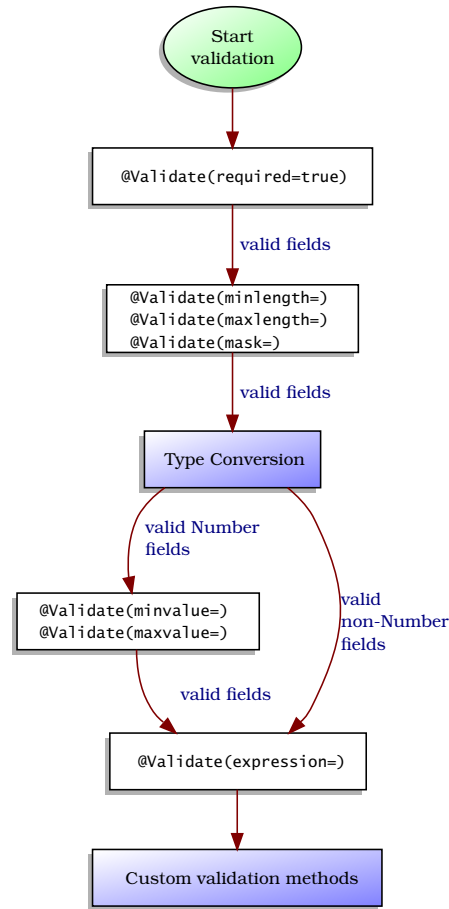 Start
validation
@Validate(required=true)
valid fields
@Validate(minlength=)
@Validate(maxlength=)
@Validate(mask=)
valid fields
Type Conversion
valid Number
fields
@Validate(minvalue=)
@Validate(maxvalue=)
valid
non-Number
fields
valid fields
@Validate(expression=)
Custom validation methods